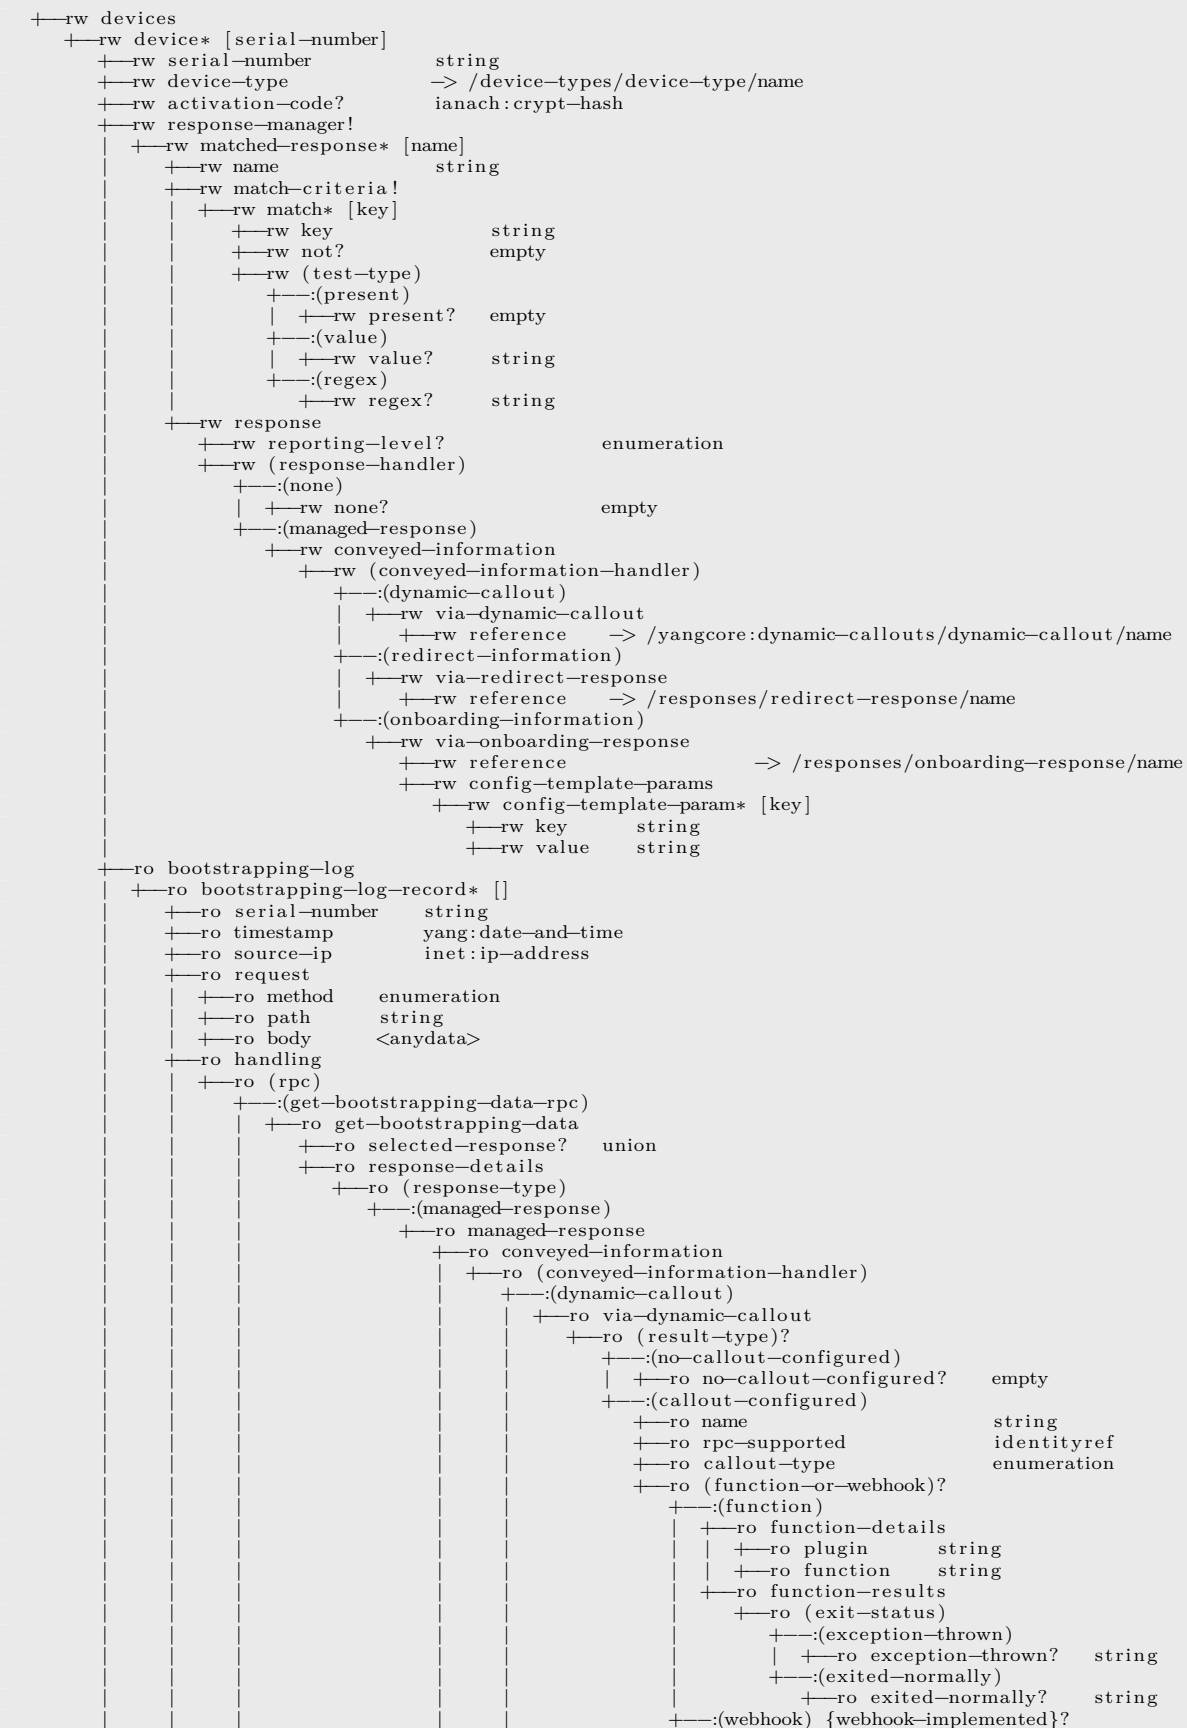 +--rw devices
   +--rw device* [serial-number]
      +--rw serial-number           string
      +--rw device-type             -> /device-types/device-type/name
      +--rw activation-code?        ianach:crypt-hash
      +--rw response-manager!
      |  +--rw matched-response* [name]
      |     +--rw name              string
      |     +--rw match-criteria!
      |     |  +--rw match* [key]
      |     |     +--rw key              string
      |     |     +--rw not?             empty
      |     |     +--rw (test-type)
      |     |        +--:(present)
      |     |        |  +--rw present?   empty
      |     |        +--:(value)
      |     |        |  +--rw value?     string
      |     |        +--:(regex)
      |     |           +--rw regex?     string
      |     +--rw response
      |        +--rw reporting-level?              enumeration
      |        +--rw (response-handler)
      |           +--:(none)
      |           |  +--rw none?                   empty
      |           +--:(managed-response)
      |              +--rw conveyed-information
      |                 +--rw (conveyed-information-handler)
      |                    +--:(dynamic-callout)
      |                    |  +--rw via-dynamic-callout
      |                    |     +--rw reference    -> /yangcore:dynamic-callouts/dynamic-callout/name
      |                    +--:(redirect-information)
      |                    |  +--rw via-redirect-response
      |                    |     +--rw reference    -> /responses/redirect-response/name
      |                    +--:(onboarding-information)
      |                       +--rw via-onboarding-response
      |                          +--rw reference                 -> /responses/onboarding-response/name
      |                          +--rw config-template-params
      |                             +--rw config-template-param* [key]
      |                                +--rw key      string
      |                                +--rw value    string
      +--ro bootstrapping-log
      |  +--ro bootstrapping-log-record* []
      |     +--ro serial-number    string
      |     +--ro timestamp        yang:date-and-time
      |     +--ro source-ip        inet:ip-address
      |     +--ro request
      |     |  +--ro method    enumeration
      |     |  +--ro path      string
      |     |  +--ro body      <anydata>
      |     +--ro handling
      |     |  +--ro (rpc)
      |     |     +--:(get-bootstrapping-data-rpc)
      |     |     |  +--ro get-bootstrapping-data
      |     |     |     +--ro selected-response?   union
      |     |     |     +--ro response-details
      |     |     |        +--ro (response-type)
      |     |     |           +--:(managed-response)
      |     |     |              +--ro managed-response
      |     |     |                 +--ro conveyed-information
      |     |     |                 |  +--ro (conveyed-information-handler)
      |     |     |                 |     +--:(dynamic-callout)
      |     |     |                 |     |  +--ro via-dynamic-callout
      |     |     |                 |     |     +--ro (result-type)?
      |     |     |                 |     |        +--:(no-callout-configured)
      |     |     |                 |     |        |  +--ro no-callout-configured?    empty
      |     |     |                 |     |        +--:(callout-configured)
      |     |     |                 |     |           +--ro name                      string
      |     |     |                 |     |           +--ro rpc-supported             identityref
      |     |     |                 |     |           +--ro callout-type              enumeration
      |     |     |                 |     |           +--ro (function-or-webhook)?
      |     |     |                 |     |              +--:(function)
      |     |     |                 |     |              |  +--ro function-details
      |     |     |                 |     |              |  |  +--ro plugin      string
      |     |     |                 |     |              |  |  +--ro function    string
      |     |     |                 |     |              |  +--ro function-results
      |     |     |                 |     |              |     +--ro (exit-status)
      |     |     |                 |     |              |        +--:(exception-thrown)
      |     |     |                 |     |              |        |  +--ro exception-thrown?   string
      |     |     |                 |     |              |        +--:(exited-normally)
      |     |     |                 |     |              |           +--ro exited-normally?    string
      |     |     |                 |     |              +--:(webhook) {webhook-implemented}?